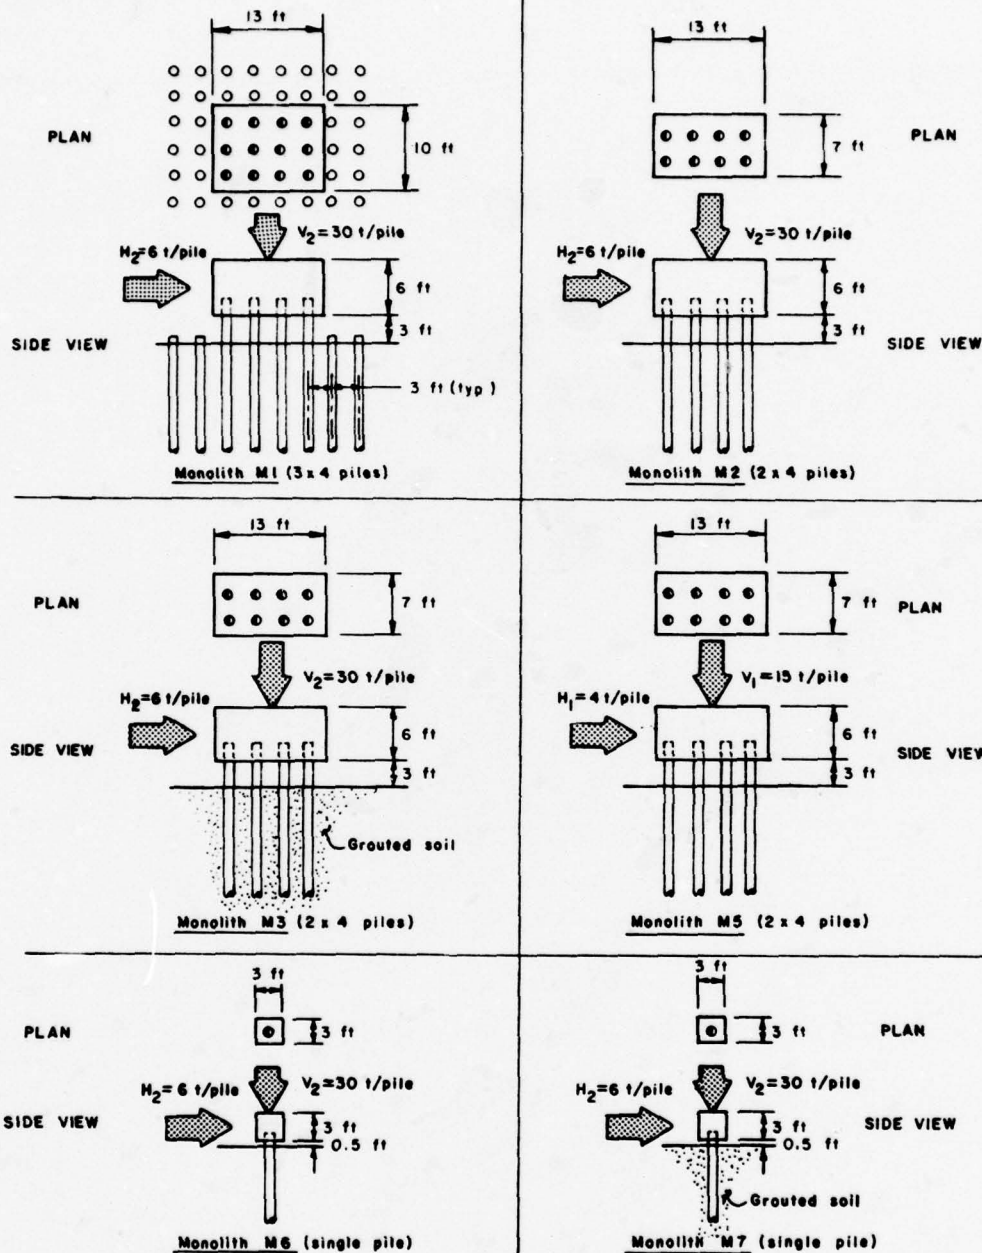 13 ft
PLAN
10 ft
V2=30 t/pile
H2=6 t/pile
6 ft
3 ft
SIDE VIEW
3 ft (typ)
Monolith M1 (3 x 4 piles)
13 ft
PLAN
7 ft
V2=30 t/pile
H2=6 t/pile
6 ft
3 ft
SIDE VIEW
Monolith M2 (2 x 4 piles)
13 ft
PLAN
7 ft
V2=30 t/pile
H2=6 t/pile
6 ft
SIDE VIEW
3 ft
Grouted soil
Monolith M3 (2 x 4 piles)
13 ft
7 ft
PLAN
V1=15 t/pile
H1=4 t/pile
6 ft
SIDE VIEW
3 ft
Monolith M5 (2 x 4 piles)
3 ft
PLAN
3 ft
H2=6 t/pile
V2=30 t/pile
SIDE VIEW
3 ft
0.5 ft
Monolith M6 (single pile)
3 ft
3 ft
PLAN
H2=6 t/pile
V2=30 t/pile
3 ft
SIDE VIEW
0.5 ft
Grouted soil
Monolith M7 (single pile)